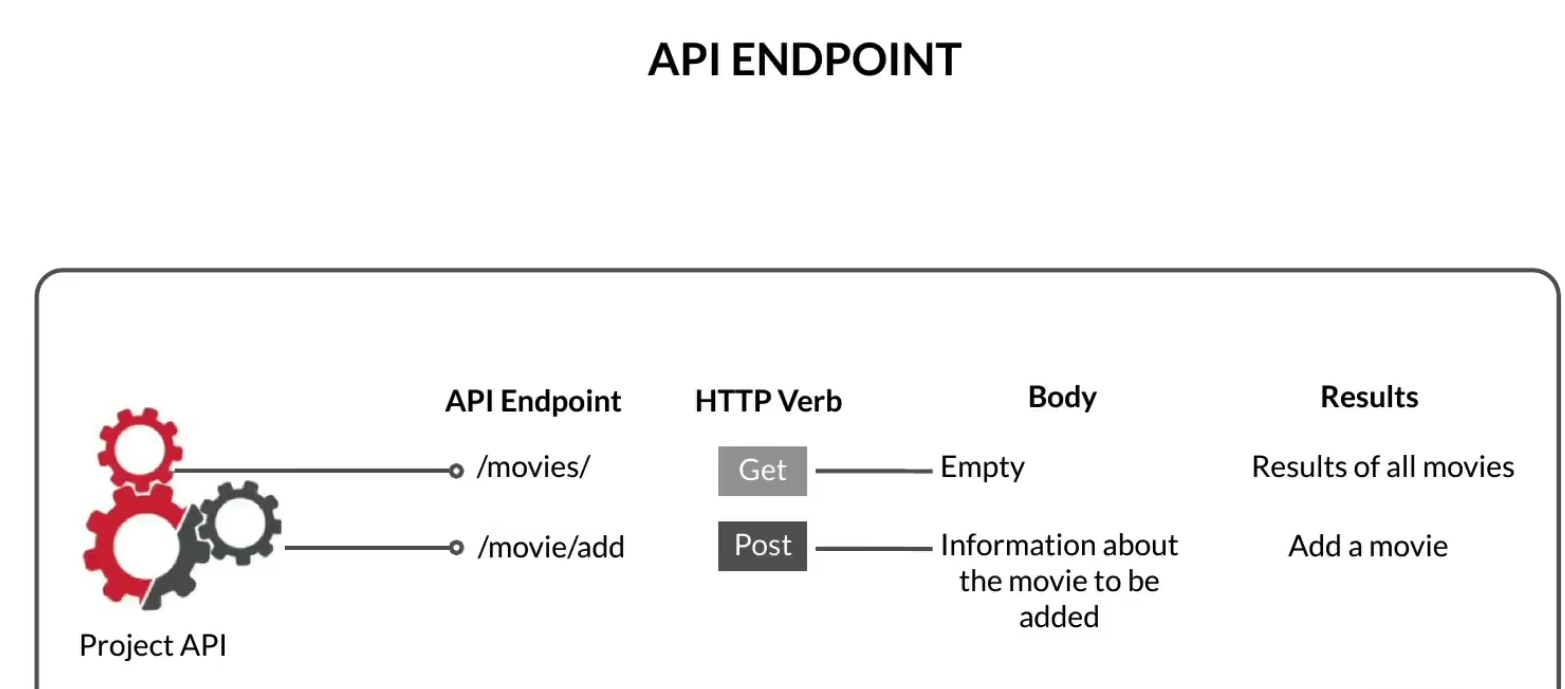 API ENDPOINT
API Endpoint
HTTP Verb
Body
Results
/movies/
Get
Empty
Results of all movies
/movie/add
Post
Information about
the movie to be
added
Add a movie
Project API